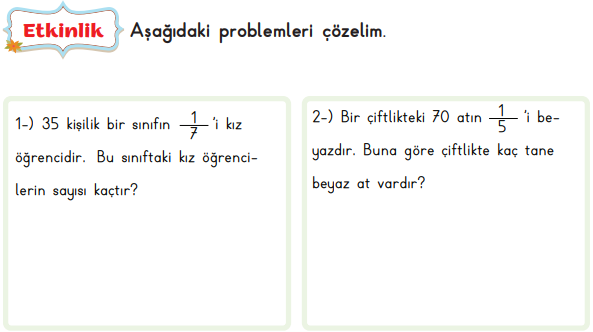 Etkinlik Aşağıdaki problemleri çözelim.
1-) 35 kişilik bir sınıfın 1/7 'i kız
öğrencidir. Bu sınıftaki kız öğrenci-
lerin sayısı kaçtır?
2-) Bir çiftlikteki 70 atın 1/5 'i be-
yazdır. Buna göre çiftlikte kaç tane
beyaz at vardır?